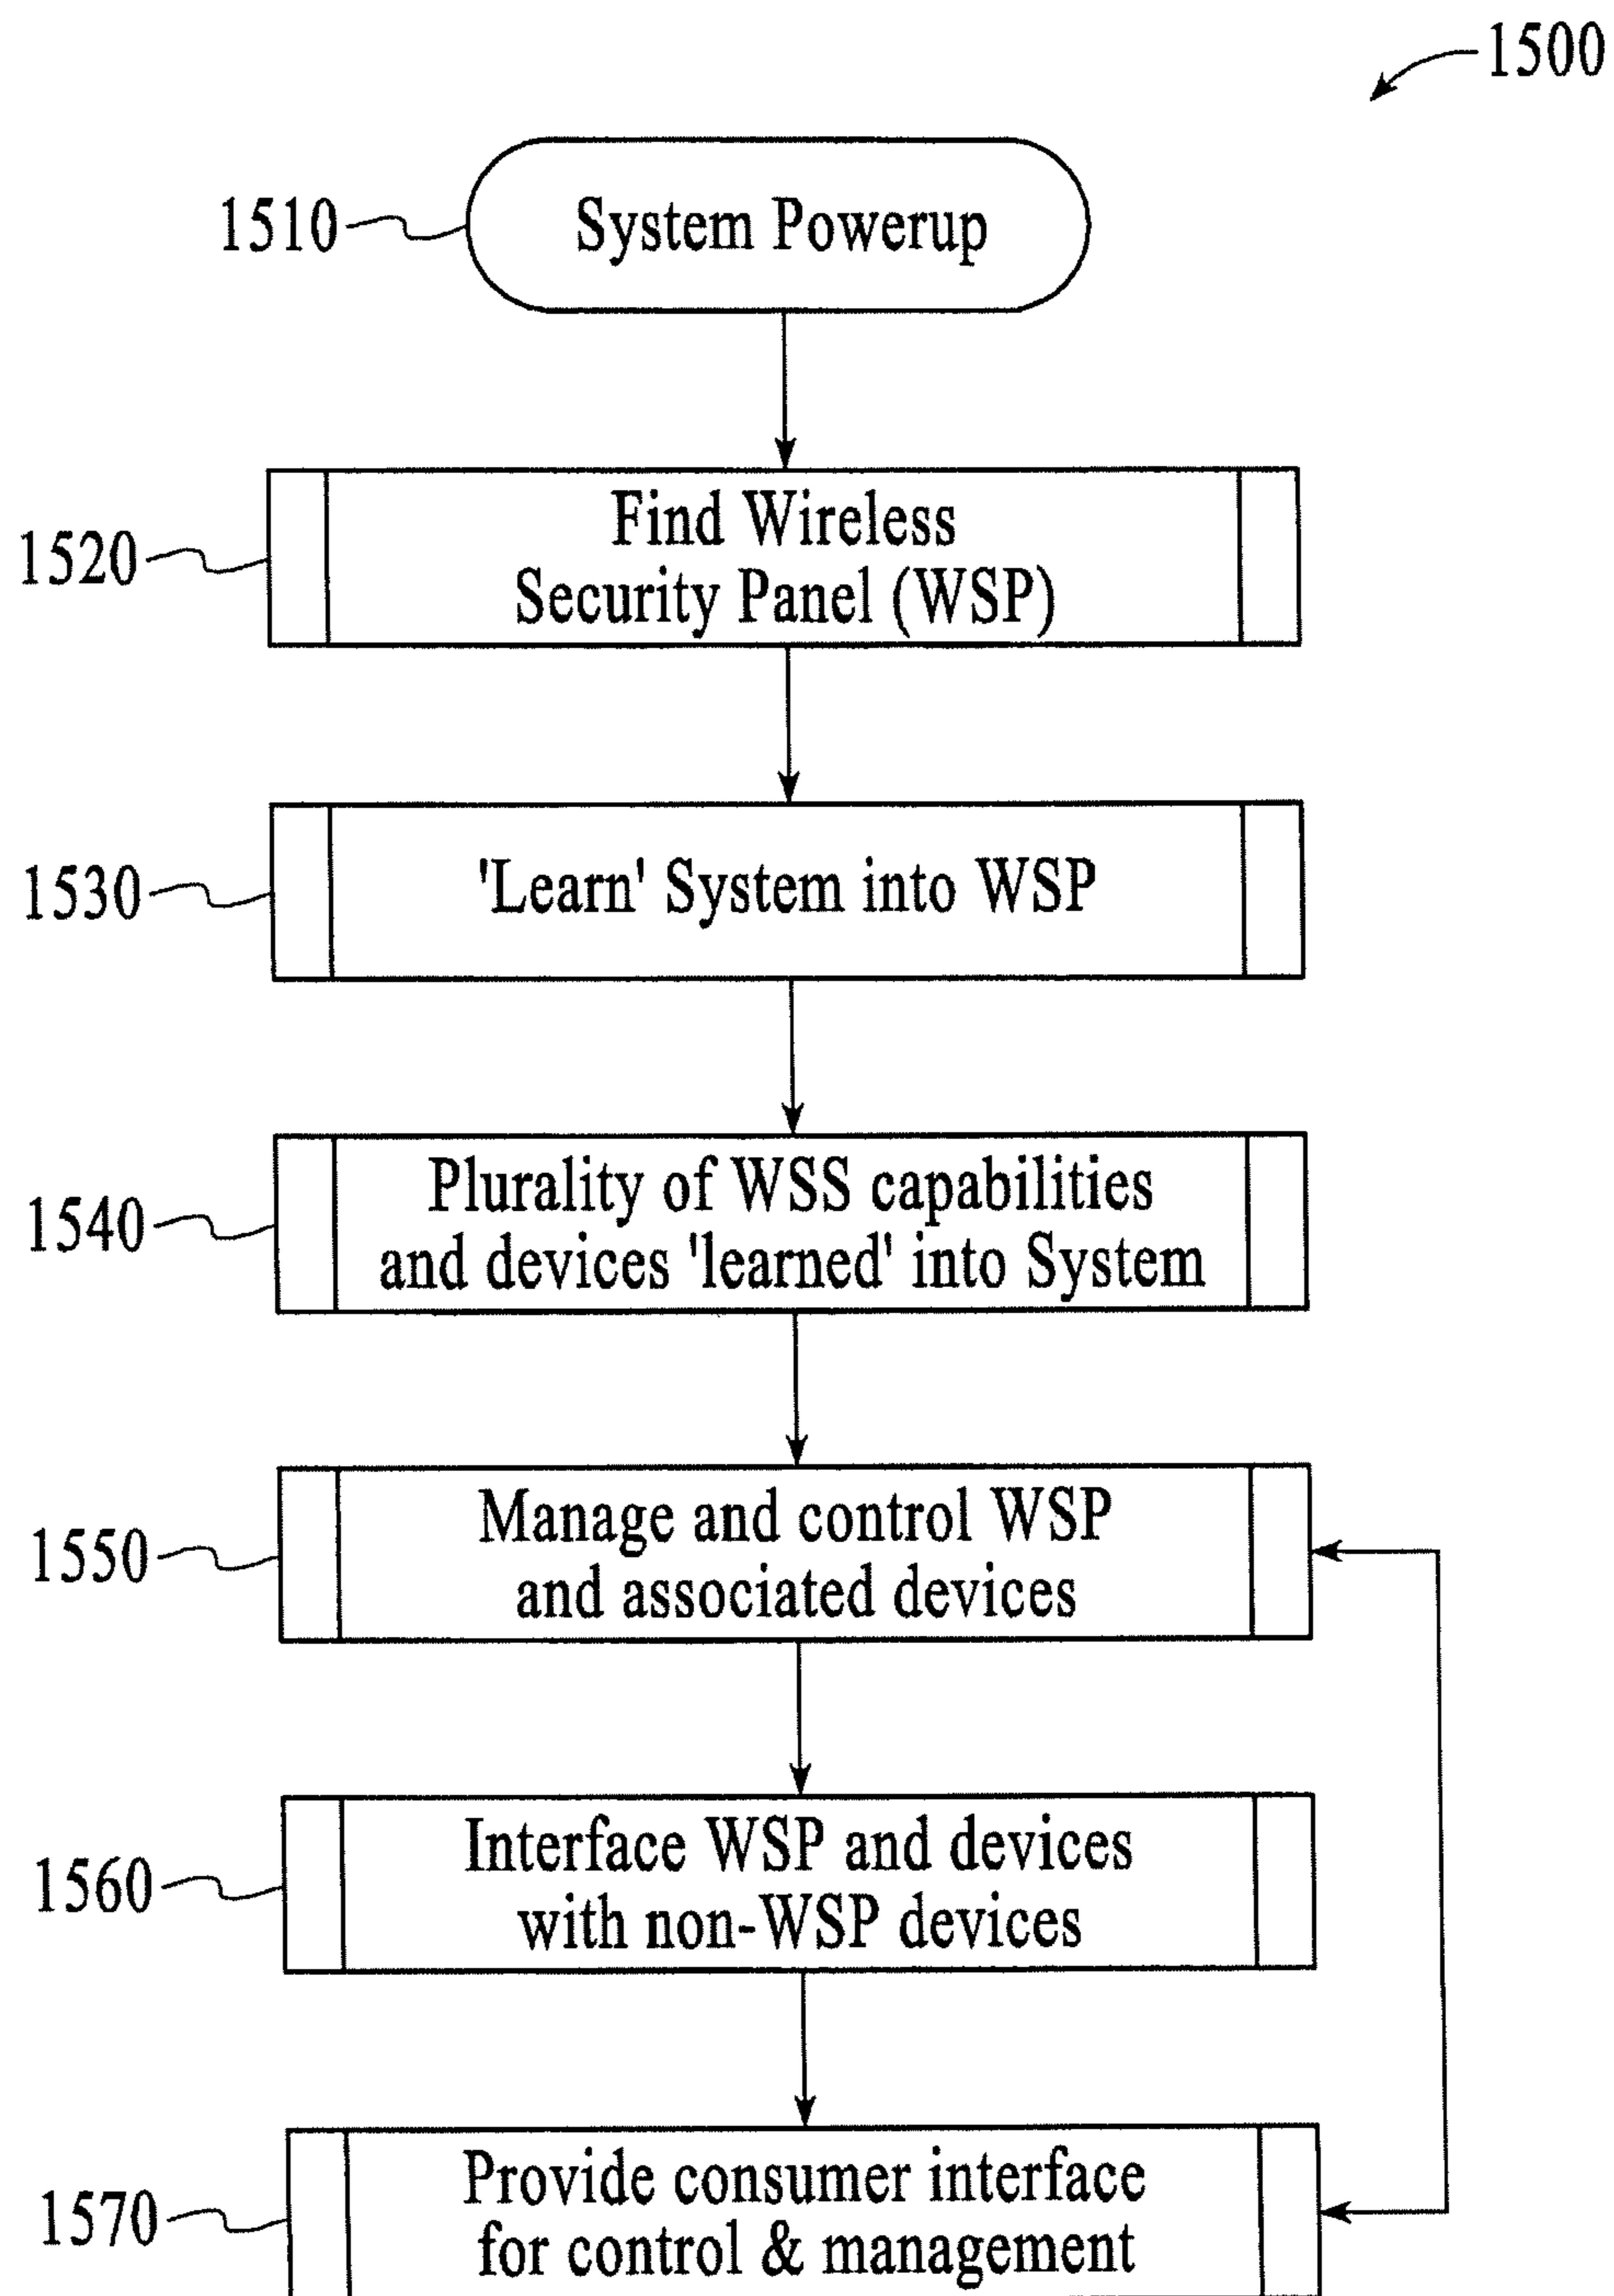 1500
1510
System Powerup
1520
Find Wireless
Security Panel (WSP)
1530
'Learn' System into WSP
1540
Plurality of WSS capabilities
and devices 'learned' into System
1550
Manage and control WSP
and associated devices
1560
Interface WSP and devices
with non-WSP devices
1570
Provide consumer interface
for control & management